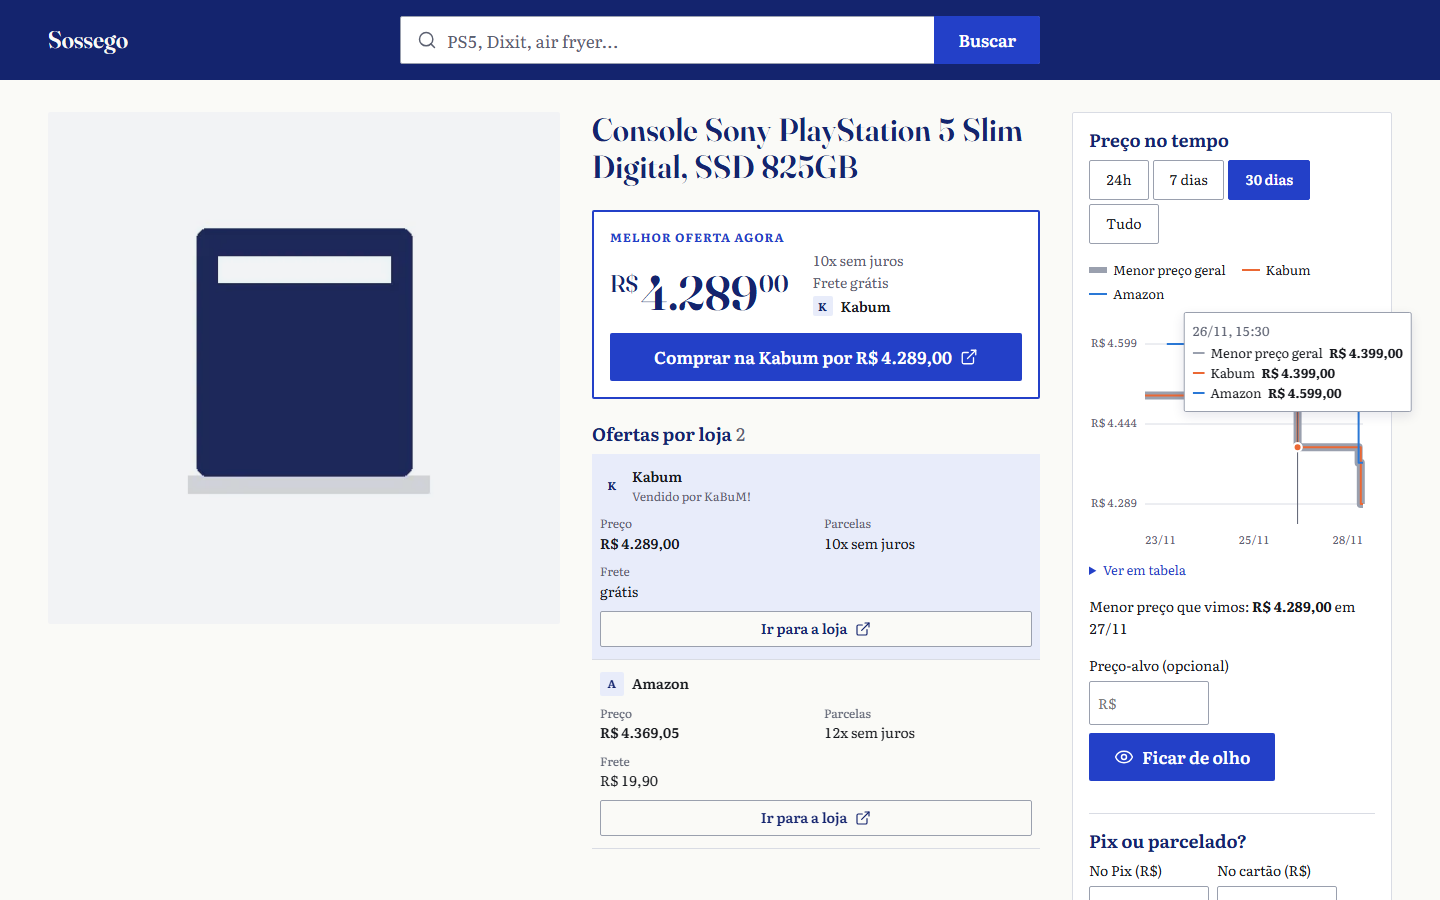 Sossego
PS5, Dixit, air fryer…
Buscar
Console Sony PlayStation 5 Slim
Digital, SSD 825GB
MELHOR OFERTA AGORA
R$ 4.28900
10x sem juros
Frete grátis
K Kabum
Comprar na Kabum por R$ 4.289,00
Ofertas por loja 2
K Kabum
Vendido por KaBuM!
Preço Parcelas
R$ 4.289,00 10x sem juros
Frete
grátis
Ir para a loja
A Amazon
Preço Parcelas
R$ 4.369,05 12x sem juros
Frete
R$ 19,90
Ir para a loja
Preço no tempo
24h 7 dias 30 dias
Tudo
Menor preço geral Kabum
Amazon
26/11, 15:30
Menor preço geral R$ 4.399,00
Kabum R$ 4.399,00
Amazon R$ 4.599,00
R$ 4.599
R$ 4.444
R$ 4.289
23/11 25/11 28/11
Ver em tabela
Menor preço que vimos: R$ 4.289,00 em
27/11
Preço-alvo (opcional)
R$
Ficar de olho
Pix ou parcelado?
No Pix (R$) No cartão (R$)